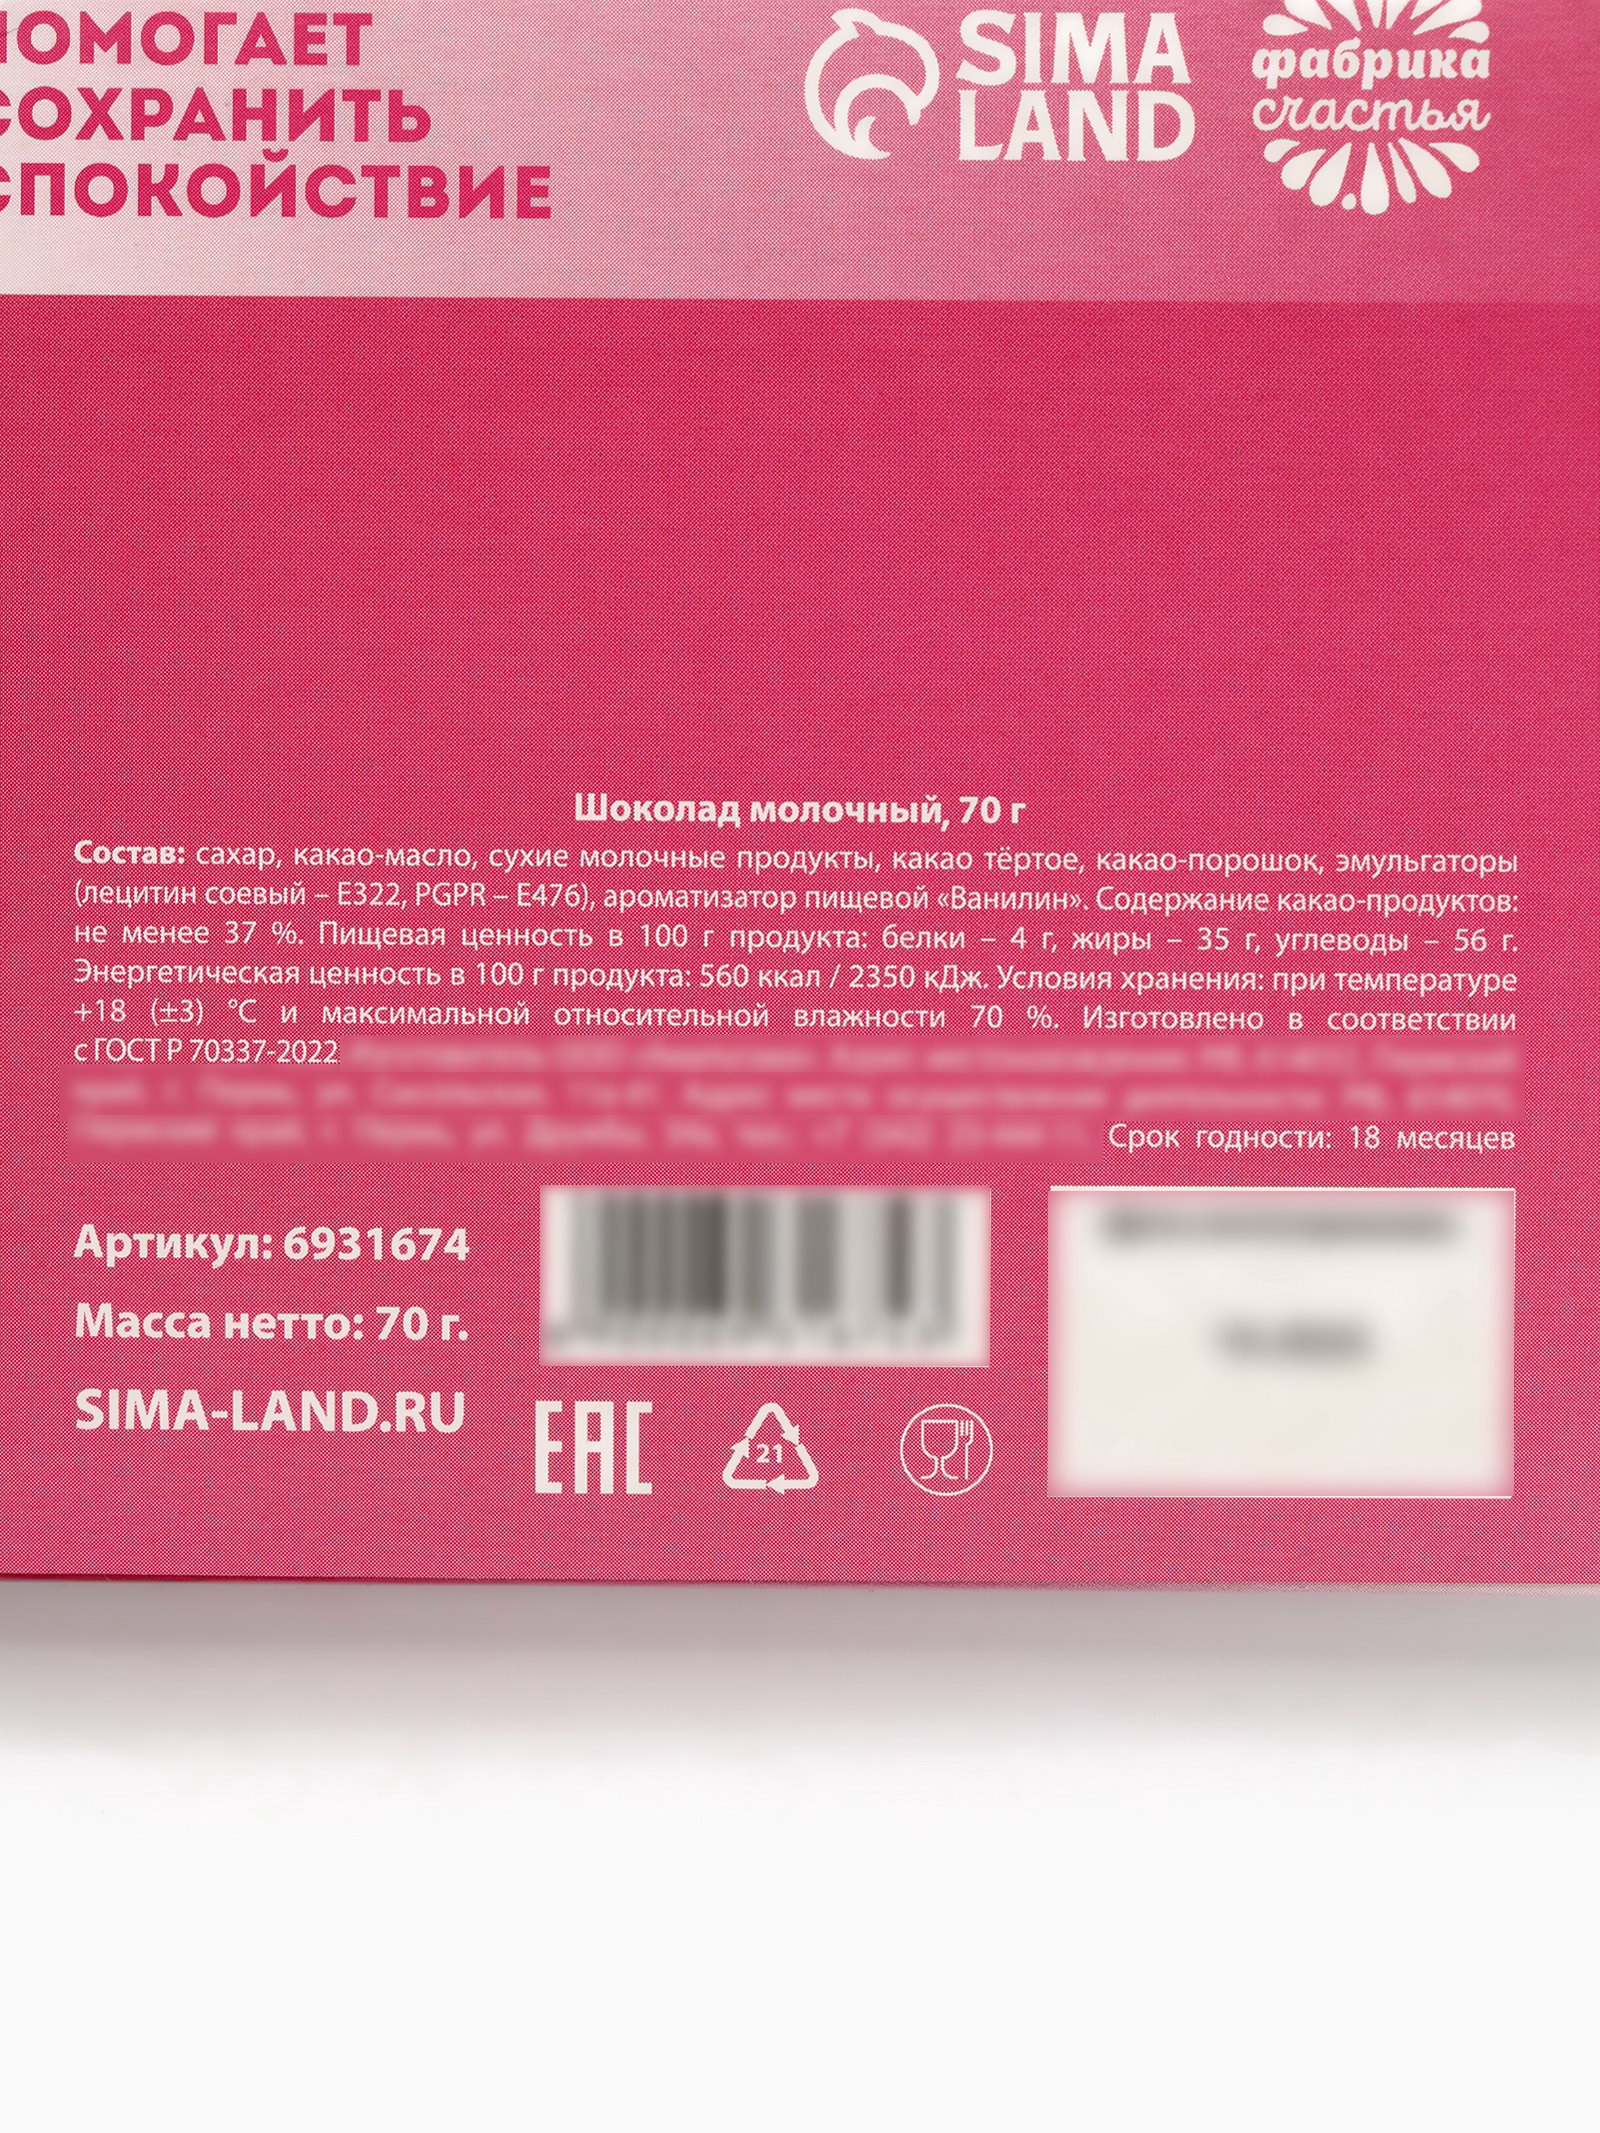 ПОМОГАЕТ
СОХРАНИТЬ
СПОКОЙСТВИЕ
SIMA
LAND
фабрика
счастья
Шоколад молочный, 70 г
Состав: сахар, какао-масло, сухие молочные продукты, какао тёртое, какао-порошок, эмульгаторы
(лецитин соевый – Е322, PGPR – Е476), ароматизатор пищевой «Ванилин». Содержание какао-продуктов:
не менее 37 %. Пищевая ценность в 100 г продукта: белки – 4 г, жиры – 35 г, углеводы – 56 г.
Энергетическая ценность в 100 г продукта: 560 ккал / 2350 кДж. Условия хранения: при температуре
+18 (±3) °С и максимальной относительной влажности 70 %. Изготовлено в соответствии
с ГОСТ Р 70337-2022
Срок годности: 18 месяцев
Артикул: 6931674
Масса нетто: 70 г.
SIMA-LAND.RU
EAC
21